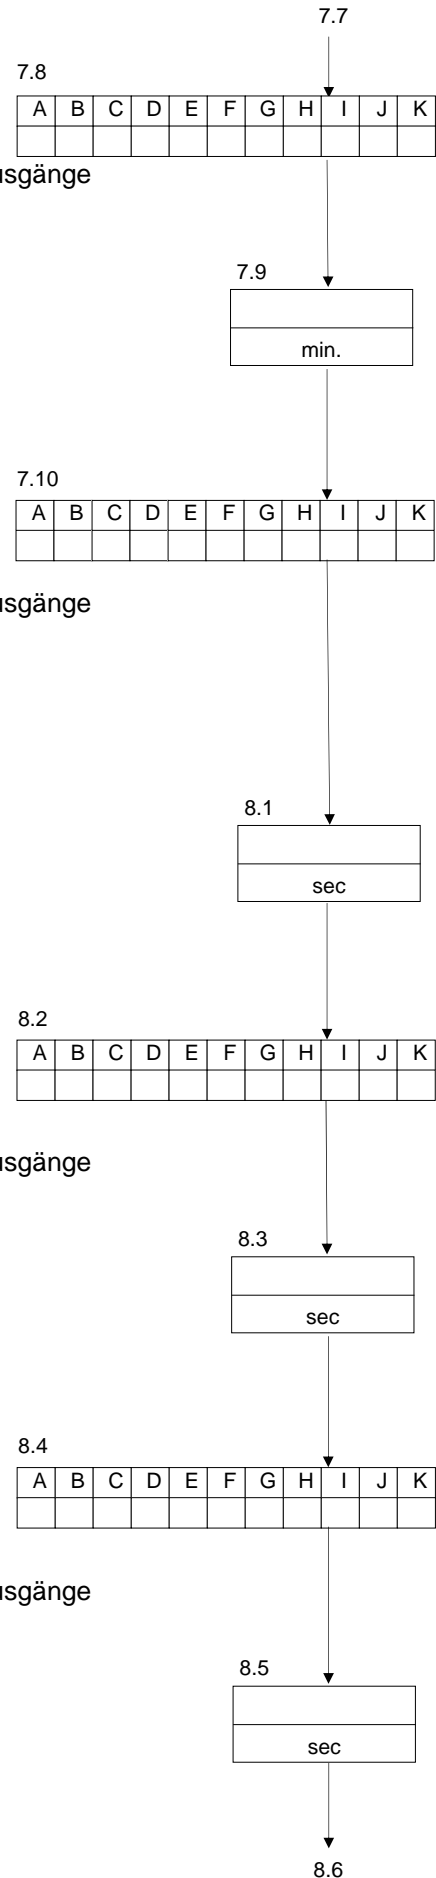 7.7
7.8
A B C D E F G H I J K
usgänge
7.9
min.
7.10
A B C D E F G H I J K
usgänge
8.1
sec
8.2
A B C D E F G H I J K
usgänge
8.3
sec
8.4
A B C D E F G H I J K
usgänge
8.5
sec
8.6